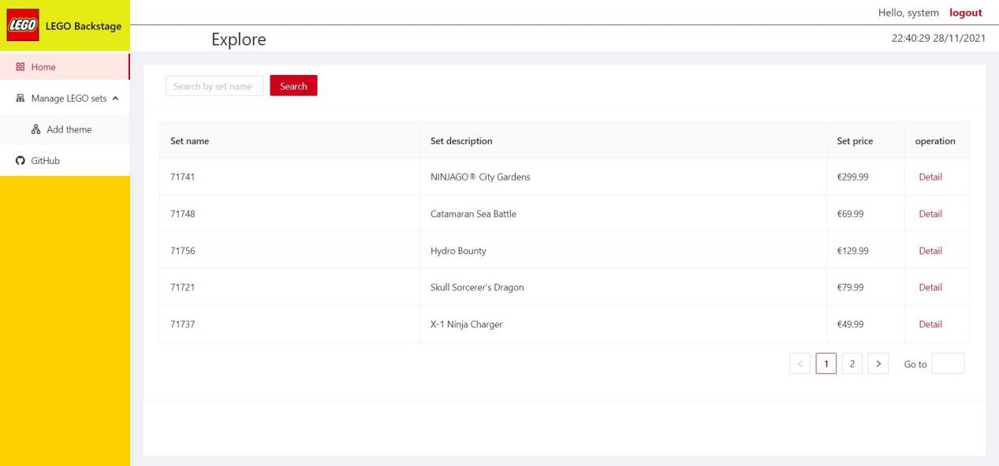 LEGO LEGO Backstage
Hello, system logout
Explore 22:40:29 28/11/2021
Home
Manage LEGO sets
Add theme
GitHub
Search by set name Search
Set name Set description Set price operation
71741 NINJAGO® City Gardens €299.99 Detail
71748 Catamaran Sea Battle €69.99 Detail
71756 Hydro Bounty €129.99 Detail
71721 Skull Sorcerer's Dragon €79.99 Detail
71737 X-1 Ninja Charger €49.99 Detail
< 1 2 > Go to